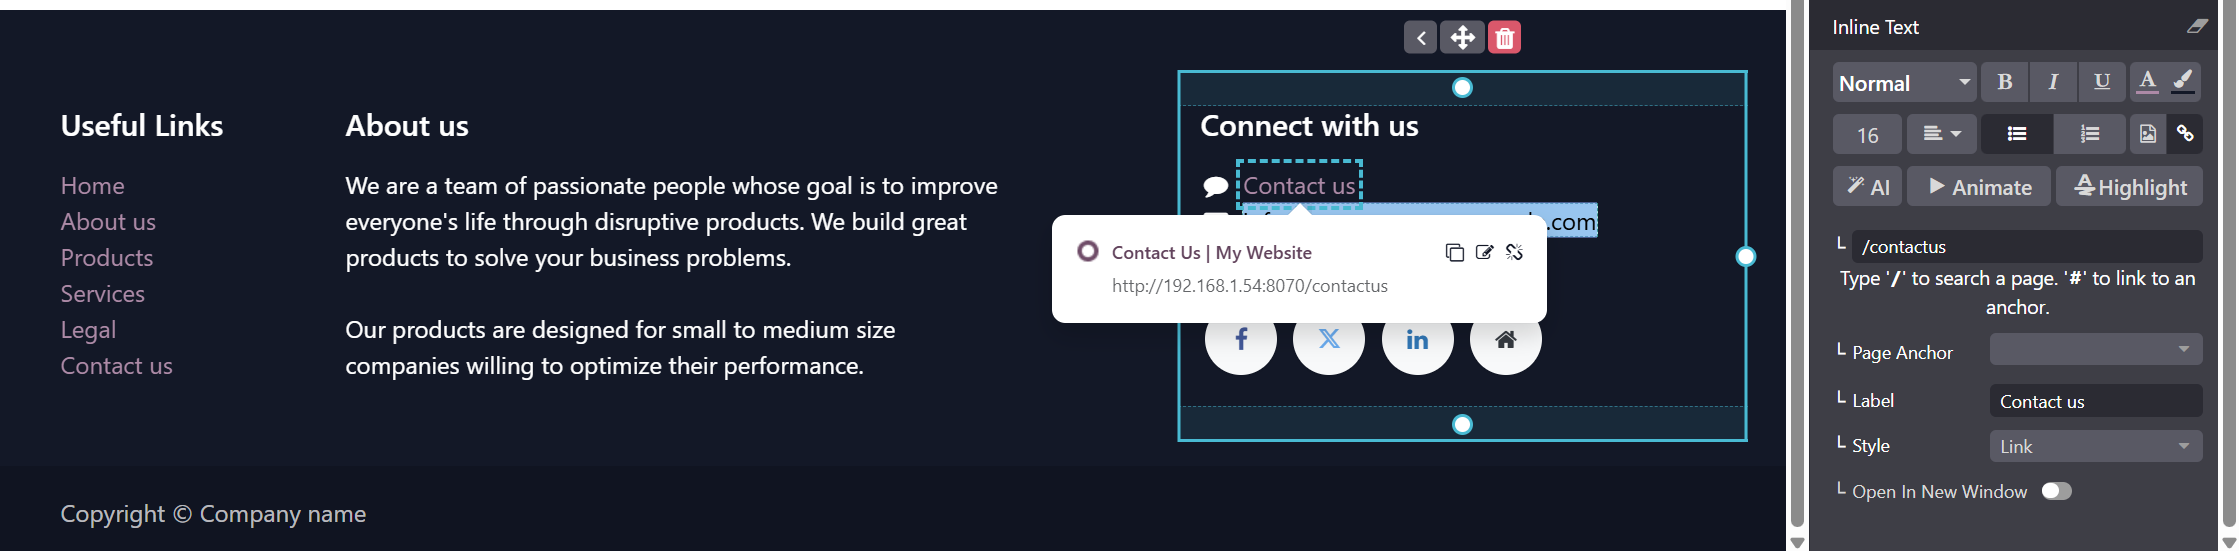 Useful Links
Home
About us
Products
Services
Legal
Contact us
About us
We are a team of passionate people whose goal is to improve
everyone's life through disruptive products. We build great
products to solve your business problems.
Our products are designed for small to medium size
companies willing to optimize their performance.
Connect with us
Contact us
.com
Contact Us | My Website
http://192.168.1.54:8070/contactus
Copyright © Company name
Inline Text
Normal B I U A
16
AI Animate Highlight
/contactus
Type '/' to search a page. '#' to link to an
anchor.
Page Anchor
Label Contact us
Style Link
Open In New Window